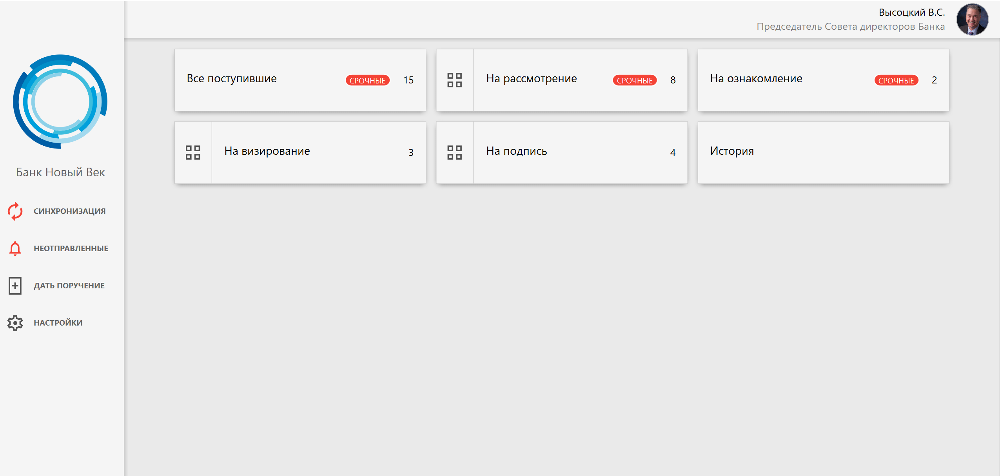 Высоцкий В.С.
Председатель Совета директоров Банка
Банк Новый Век
СИНХРОНИЗАЦИЯ
НЕОТПРАВЛЕННЫЕ
ДАТЬ ПОРУЧЕНИЕ
НАСТРОЙКИ
Все поступившие СРОЧНЫЕ 15
На рассмотрение СРОЧНЫЕ 8
На ознакомление СРОЧНЫЕ 2
На визирование 3
На подпись 4
История